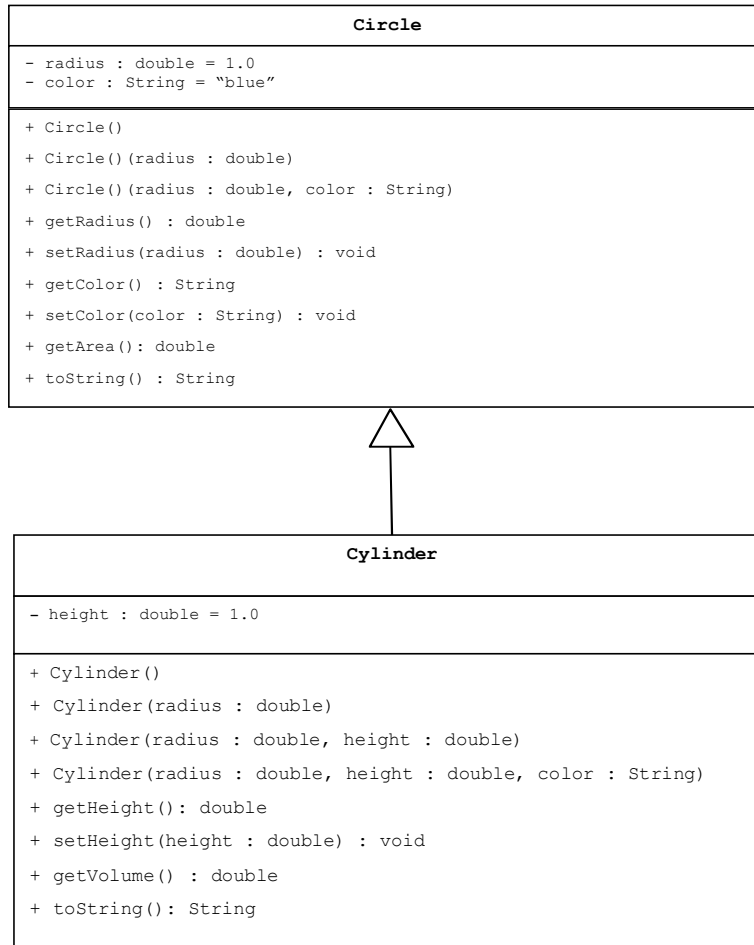 Circle
- radius : double = 1.0
- color : String = “blue”
+ Circle()
+ Circle()(radius : double)
+ Circle()(radius : double, color : String)
+ getRadius() : double
+ setRadius(radius : double) : void
+ getColor() : String
+ setColor(color : String) : void
+ getArea(): double
+ toString() : String
Cylinder
- height : double = 1.0
+ Cylinder()
+ Cylinder(radius : double)
+ Cylinder(radius : double, height : double)
+ Cylinder(radius : double, height : double, color : String)
+ getHeight(): double
+ setHeight(height : double) : void
+ getVolume() : double
+ toString(): String